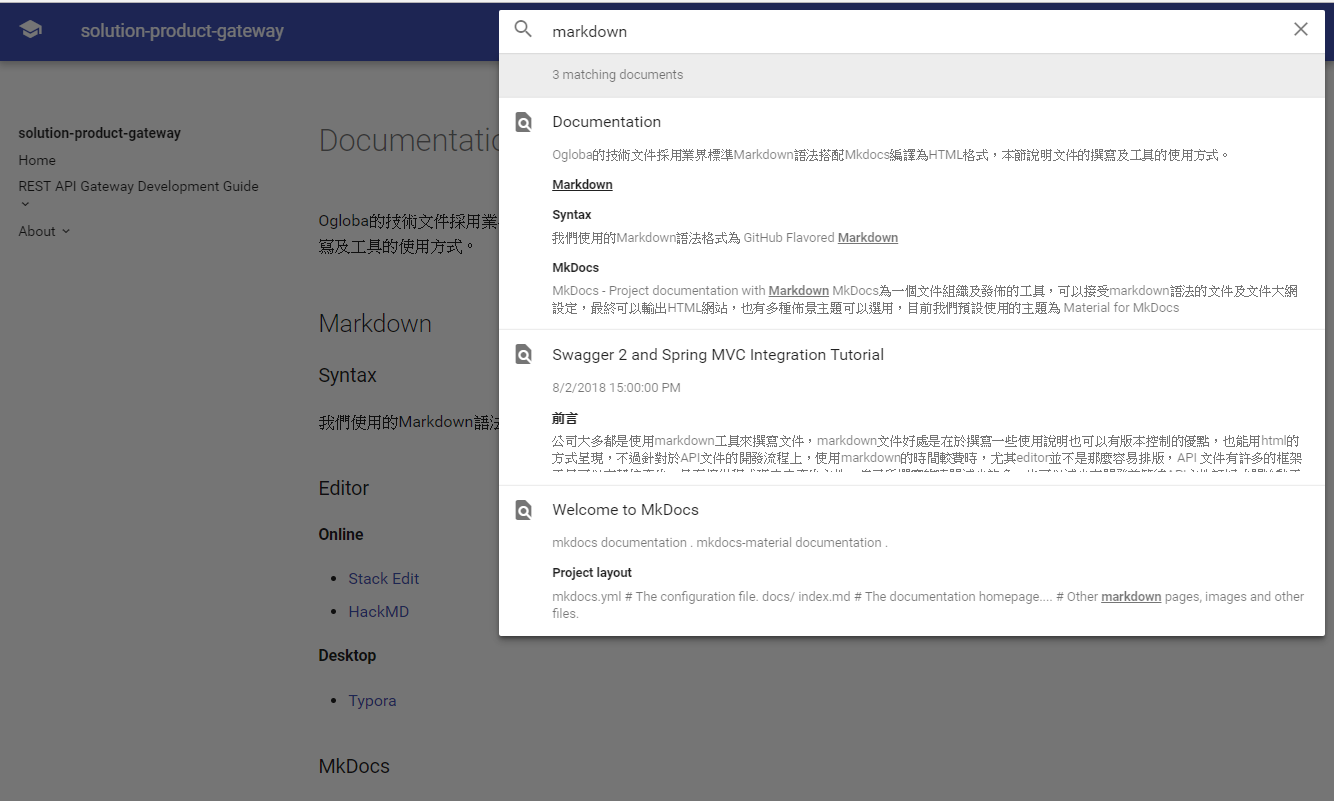 solution-product-gateway
markdown
3 matching documents
Documentation
Ogloba的技術文件採用業界標準Markdown語法搭配Mkdocs編譯為HTML格式，本節說明文件的撰寫及工具的使用方式。
Markdown
Syntax
我們使用的Markdown語法格式為 GitHub Flavored Markdown
MkDocs
MkDocs - Project documentation with Markdown MkDocs為一個文件組織及發佈的工具，可以接受markdown語法的文件及文件大網
設定，最終可以輸出HTML網站，也有多種佈景主題可以選用，目前我們預設使用的主題為 Material for MkDocs
Swagger 2 and Spring MVC Integration Tutorial
8/2/2018 15:00:00 PM
前言
公司大多都是使用markdown工具來撰寫文件，markdown文件好處是在於撰寫一些使用說明也可以有版本控制的優點，也能用html的
方式呈現，不過針對於API文件的開發流程上，使用markdown的時間較費時，尤其editor並不是那麼容易排版，API 文件有許多的框架
Welcome to MkDocs
mkdocs documentation . mkdocs-material documentation .
Project layout
mkdocs.yml # The configuration file. docs/ index.md # The documentation homepage.... # Other markdown pages, images and other
files.
solution-product-gateway
Home
REST API Gateway Development Guide
About
Documentatio
Ogloba的技術文件採用業
寫及工具的使用方式。
Markdown
Syntax
我們使用的Markdown語法
Editor
Online
Stack Edit
HackMD
Desktop
Typora
MkDocs